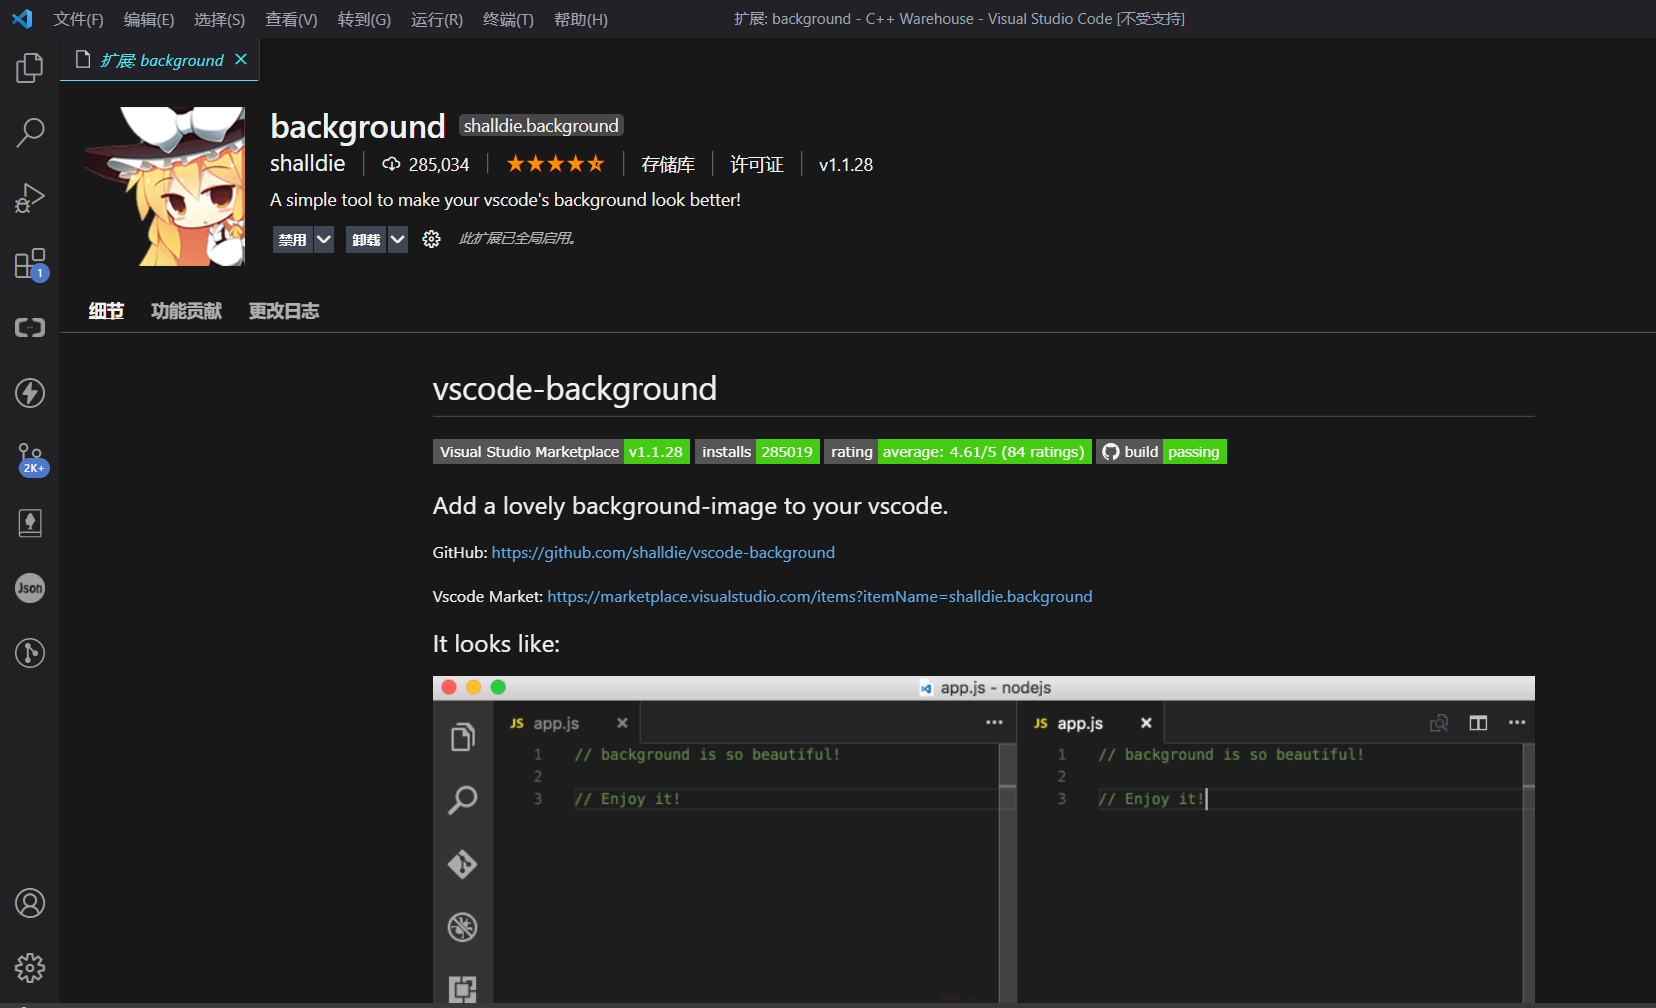 文件(F) 编辑(E) 选择(S) 查看(V) 转到(G) 运行(R) 终端(T) 帮助(H) 扩展: background - C++ Warehouse - Visual Studio Code [不受支持]
扩展: background
background shalldie.background
shalldie 285,034 存储库 许可证 v1.1.28
A simple tool to make your vscode's background look better!
禁用 卸载 此扩展已全局启用。
1
细节 功能贡献 更改日志
vscode-background
Visual Studio Marketplace v1.1.28 installs 285019 rating average: 4.61/5 (84 ratings) build passing
2K+
Add a lovely background-image to your vscode.
GitHub: https://github.com/shalldie/vscode-background
Json
Vscode Market: https://marketplace.visualstudio.com/items?itemName=shalldie.background
It looks like:
app.js - nodejs
JS app.js JS app.js
1 // background is so beautiful! 1 // background is so beautiful!
2 2
3 // Enjoy it! 3 // Enjoy it!